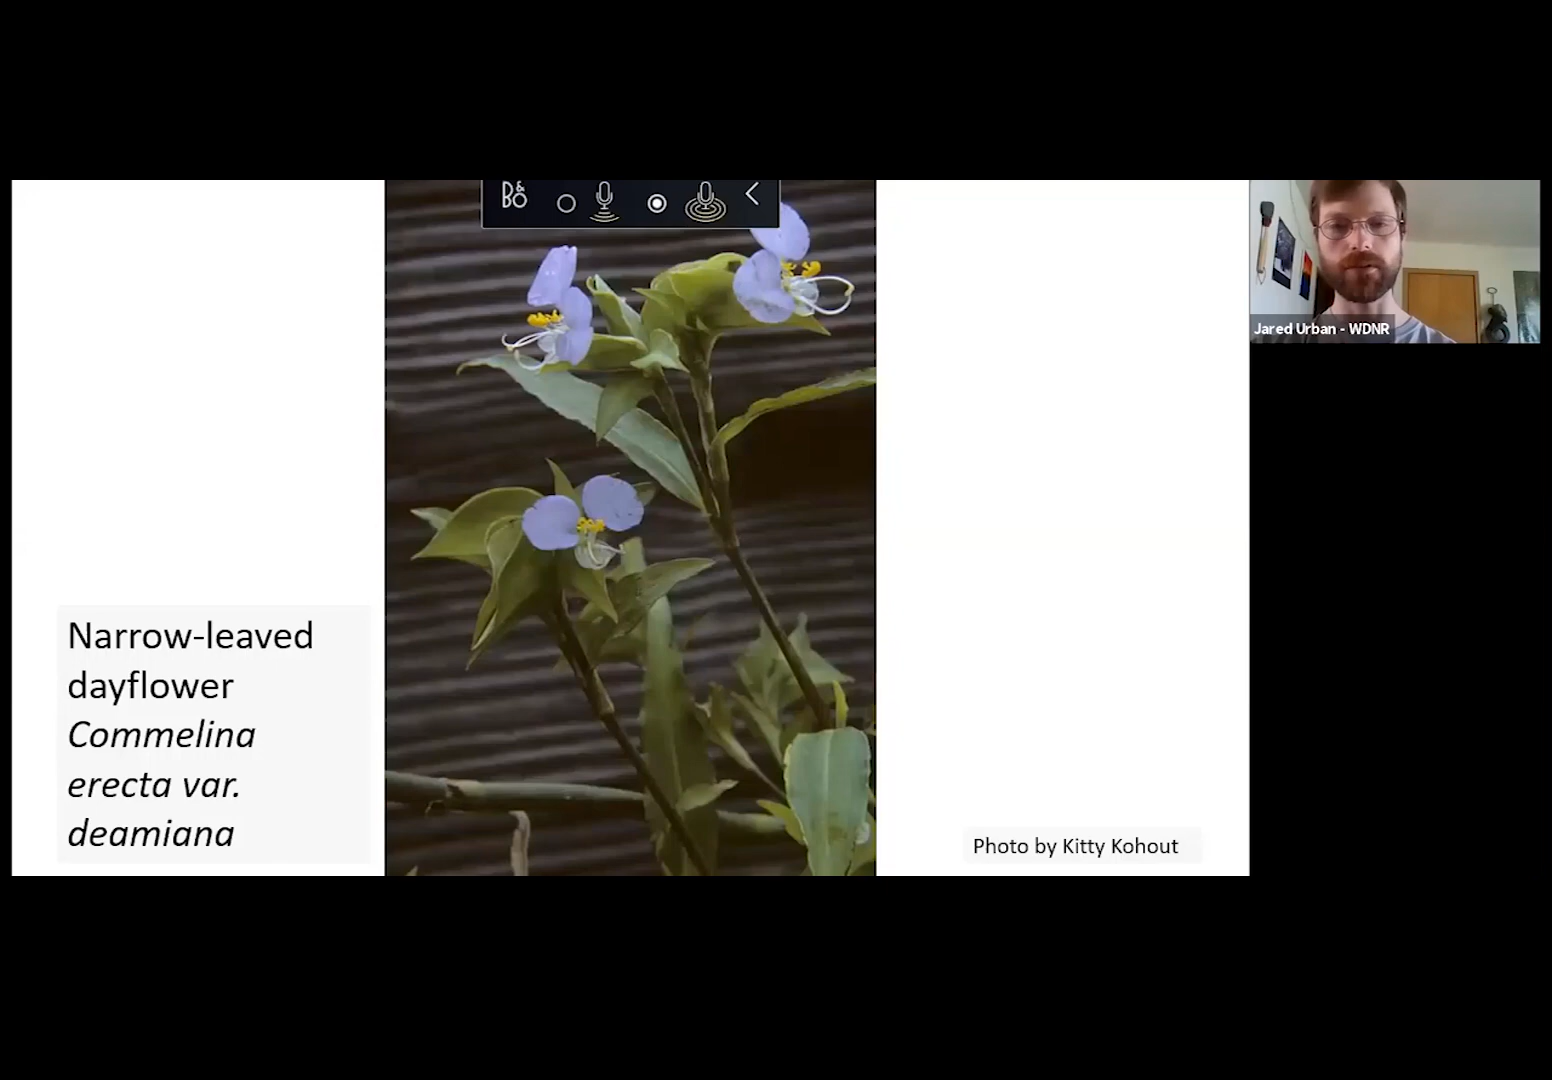 B&O
Jared Urban - WDNR
Narrow-leaved
dayflower
Commelina
erecta var.
deamiana
Photo by Kitty Kohout